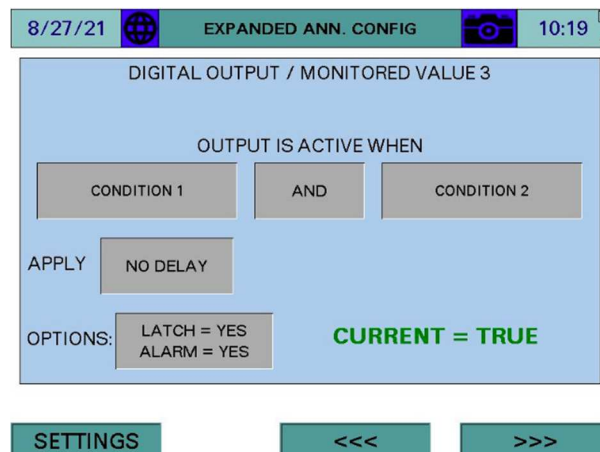 8/27/21 EXPANDED ANN. CONFIG 10:19
DIGITAL OUTPUT / MONITORED VALUE 3
OUTPUT IS ACTIVE WHEN
CONDITION 1 AND CONDITION 2
APPLY NO DELAY
OPTIONS: LATCH = YES
ALARM = YES
CURRENT = TRUE
SETTINGS <<< >>>